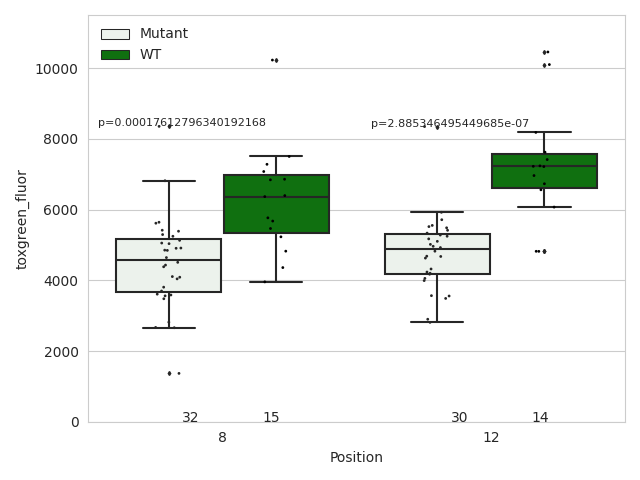 Mutant
WT
10000
8000
6000
4000
2000
0
toxgreen_fluor
p=0.00017612796340192168
p=2.885346495449685e-07
32 15 30 14
8 12
Position